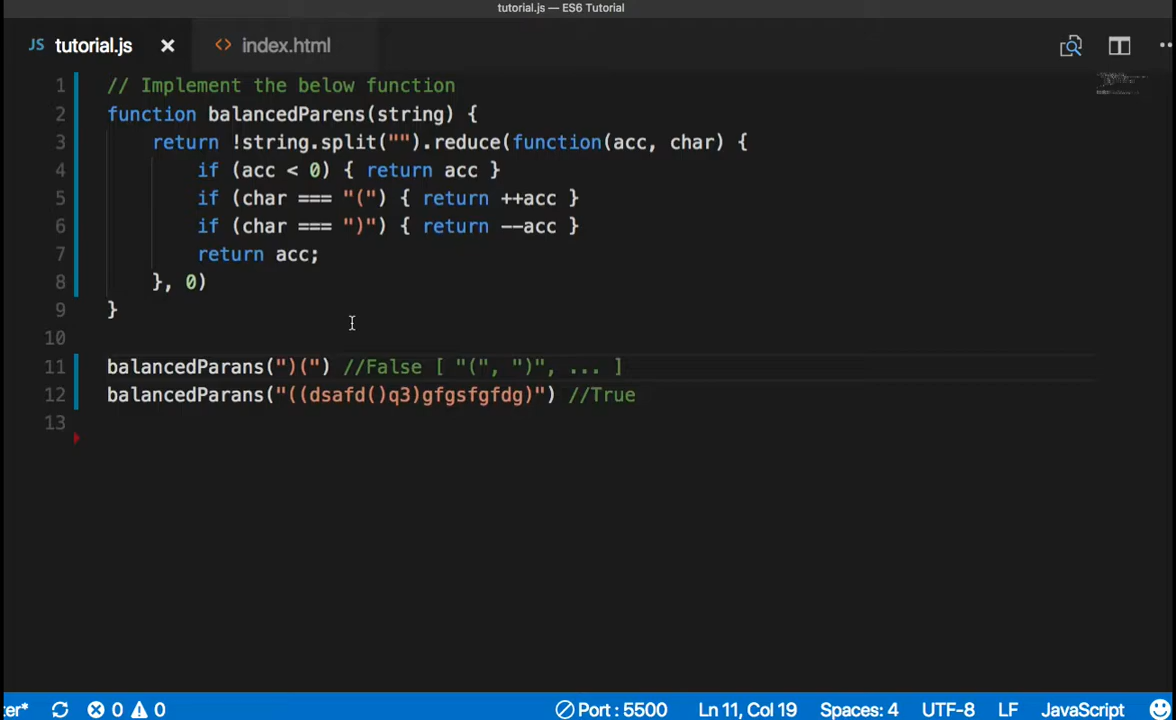 tutorial.js — ES6 Tutorial
JS tutorial.js × <> index.html
1 // Implement the below function
2 function balancedParens(string) {
3 return !string.split("").reduce(function(acc, char) {
4 if (acc < 0) { return acc }
5 if (char === "(") { return ++acc }
6 if (char === ")") { return --acc }
7 return acc;
8 }, 0)
9 }
10
11 balancedParans(")(") //False [ "(", ")", ... ]
12 balancedParans("((dsafd()q3)gfgsfgfdg)") //True
13
er* 0 0 Port : 5500 Ln 11, Col 19 Spaces: 4 UTF-8 LF JavaScript